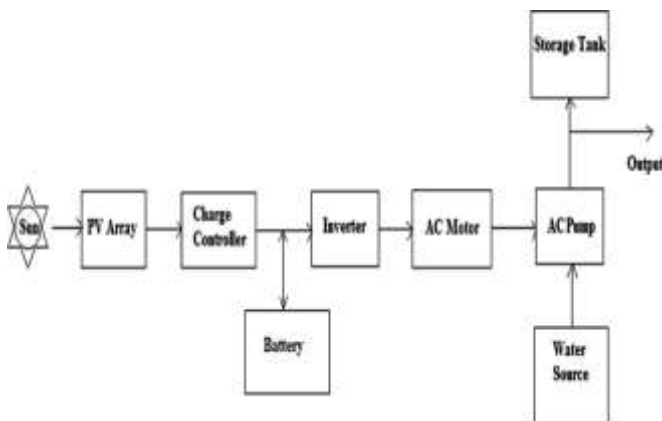 Storage Tank
Output
Sun
PV Array
Charge
Controller
Inverter
AC Motor
AC Pump
Battery
Water
Source